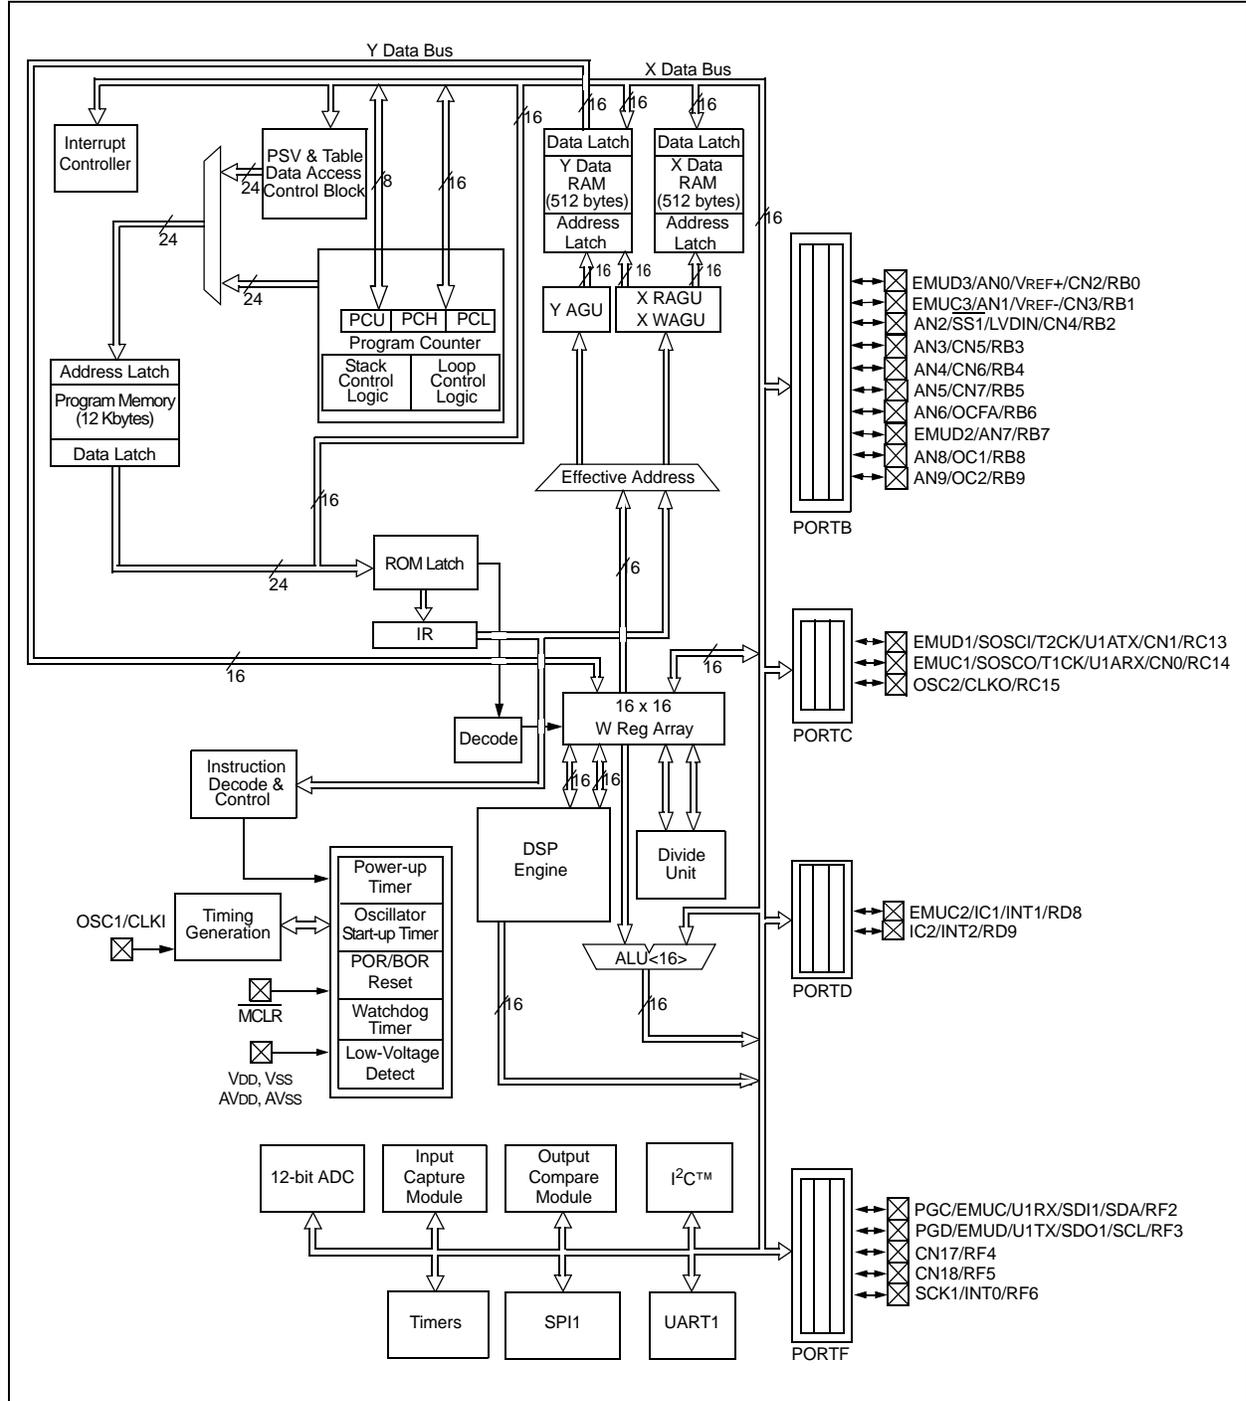 Y Data Bus
X Data Bus
16
16
16
16
Interrupt
Controller
PSV & Table
Data Access
Control Block
24
8
16
Data Latch
Y Data
RAM
(512 bytes)
Address
Latch
Data Latch
X Data
RAM
(512 bytes)
Address
Latch
16
24
24
16
16
16
Y AGU
X RAGU
X WAGU
PCU
PCH
PCL
Program Counter
Stack
Control
Logic
Loop
Control
Logic
Address Latch
Program Memory
(12 Kbytes)
Data Latch
16
24
Effective Address
ROM Latch
6
IR
16
16
16 x 16
W Reg Array
Decode
Instruction
Decode &
Control
16
16
DSP
Engine
Divide
Unit
Power-up
Timer
Oscillator
Start-up Timer
POR/BOR
Reset
Watchdog
Timer
Low-Voltage
Detect
OSC1/CLKI
Timing
Generation
MCLR
VDD, VSS
AVDD, AVSS
ALU<16>
16
16
12-bit ADC
Input
Capture
Module
Output
Compare
Module
I²C™
Timers
SPI1
UART1
EMUD3/AN0/VREF+/CN2/RB0
EMUC3/AN1/VREF-/CN3/RB1
AN2/SS1/LVDIN/CN4/RB2
AN3/CN5/RB3
AN4/CN6/RB4
AN5/CN7/RB5
AN6/OCFA/RB6
EMUD2/AN7/RB7
AN8/OC1/RB8
AN9/OC2/RB9
PORTB
EMUD1/SOSCI/T2CK/U1ATX/CN1/RC13
EMUC1/SOSCO/T1CK/U1ARX/CN0/RC14
OSC2/CLKO/RC15
PORTC
EMUC2/IC1/INT1/RD8
IC2/INT2/RD9
PORTD
PGC/EMUC/U1RX/SDI1/SDA/RF2
PGD/EMUD/U1TX/SDO1/SCL/RF3
CN17/RF4
CN18/RF5
SCK1/INT0/RF6
PORTF